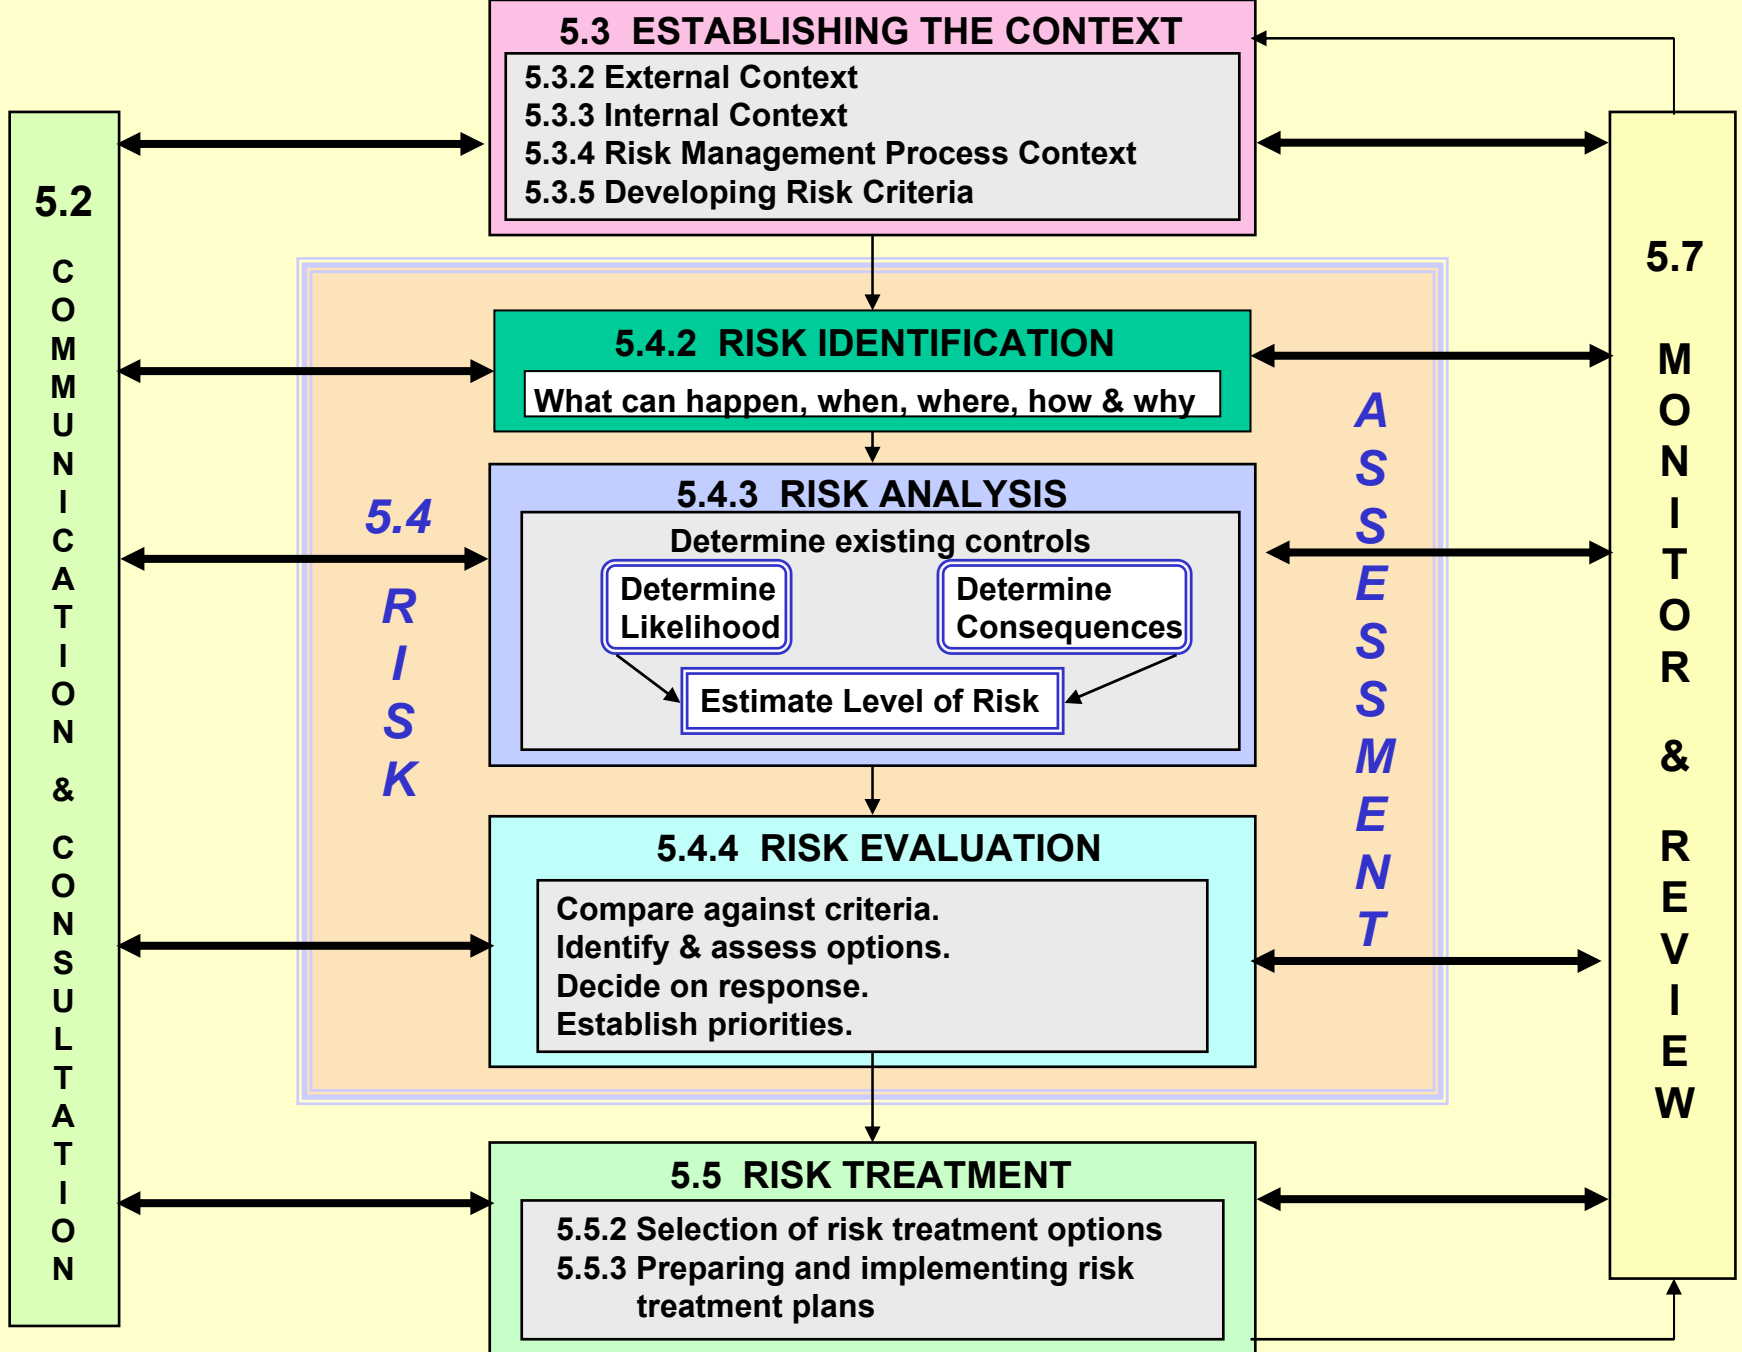 5.3 ESTABLISHING THE CONTEXT
5.3.2 External Context
5.3.3 Internal Context
5.3.4 Risk Management Process Context
5.3.5 Developing Risk Criteria
5.2
COMMUNICATION & CONSULTATION
5.4
RISK
ASSESSMENT
5.4.2 RISK IDENTIFICATION
What can happen, when, where, how & why
5.4.3 RISK ANALYSIS
Determine existing controls
Determine
Likelihood
Determine
Consequences
Estimate Level of Risk
5.4.4 RISK EVALUATION
Compare against criteria.
Identify & assess options.
Decide on response.
Establish priorities.
5.5 RISK TREATMENT
5.5.2 Selection of risk treatment options
5.5.3 Preparing and implementing risk
treatment plans
5.7
MONITOR & REVIEW